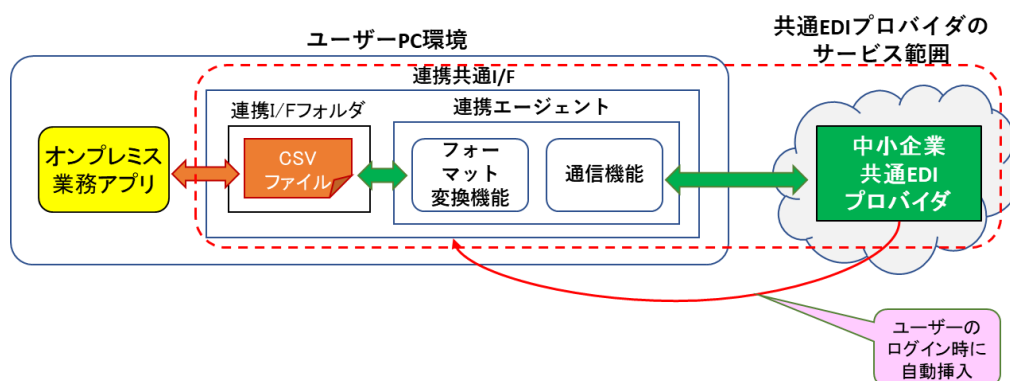 共通EDIプロバイダの
サービス範囲
ユーザーPC環境
連携共通I/F
連携I/Fフォルダ
連携エージェント
オンプレミス
業務アプリ
CSV
ファイル
フォー
マット
変換機能
通信機能
中小企業
共通EDI
プロバイダ
ユーザーの
ログイン時に
自動挿入